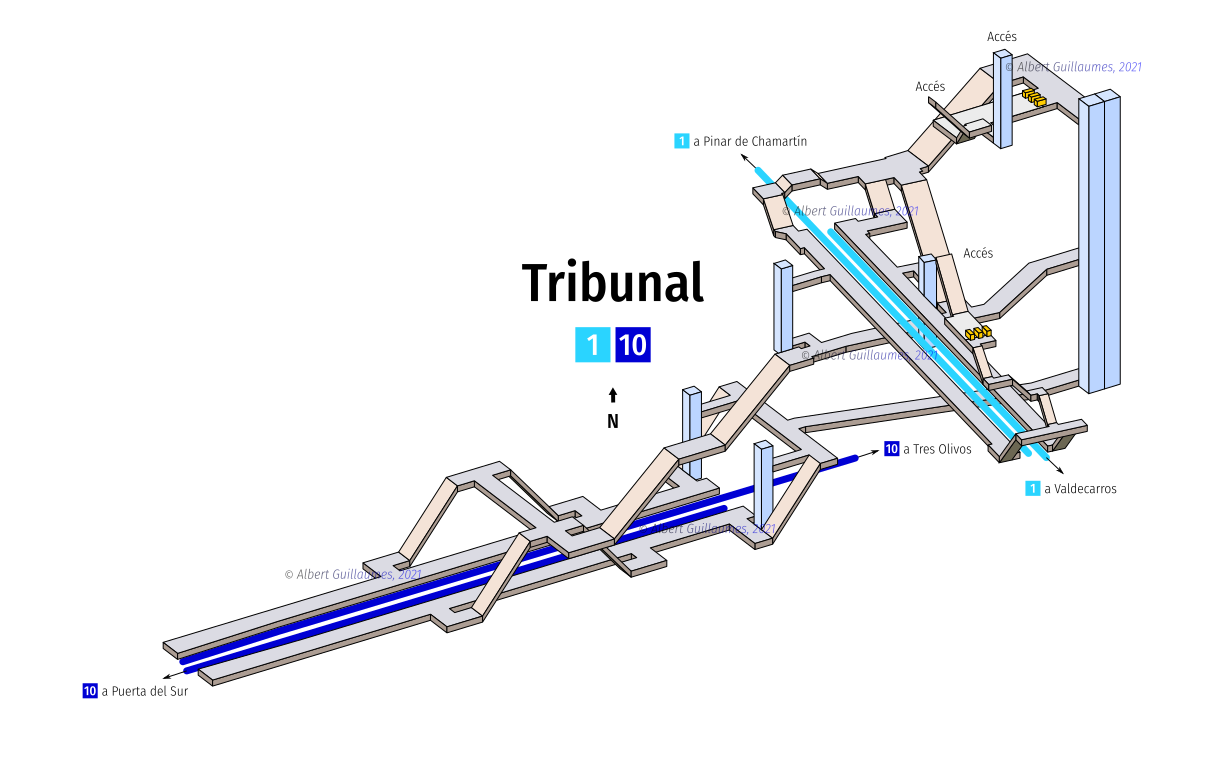 Accés
© Albert Guillaumes, 2021
Accés
1 a Pinar de Chamartín
© Albert Guillaumes, 2021
Accés
Tribunal
1 10
© Albert Guillaumes, 2021
N
10 a Tres Olivos
1 a Valdecarros
© Albert Guillaumes, 2021
© Albert Guillaumes, 2021
10 a Puerta del Sur